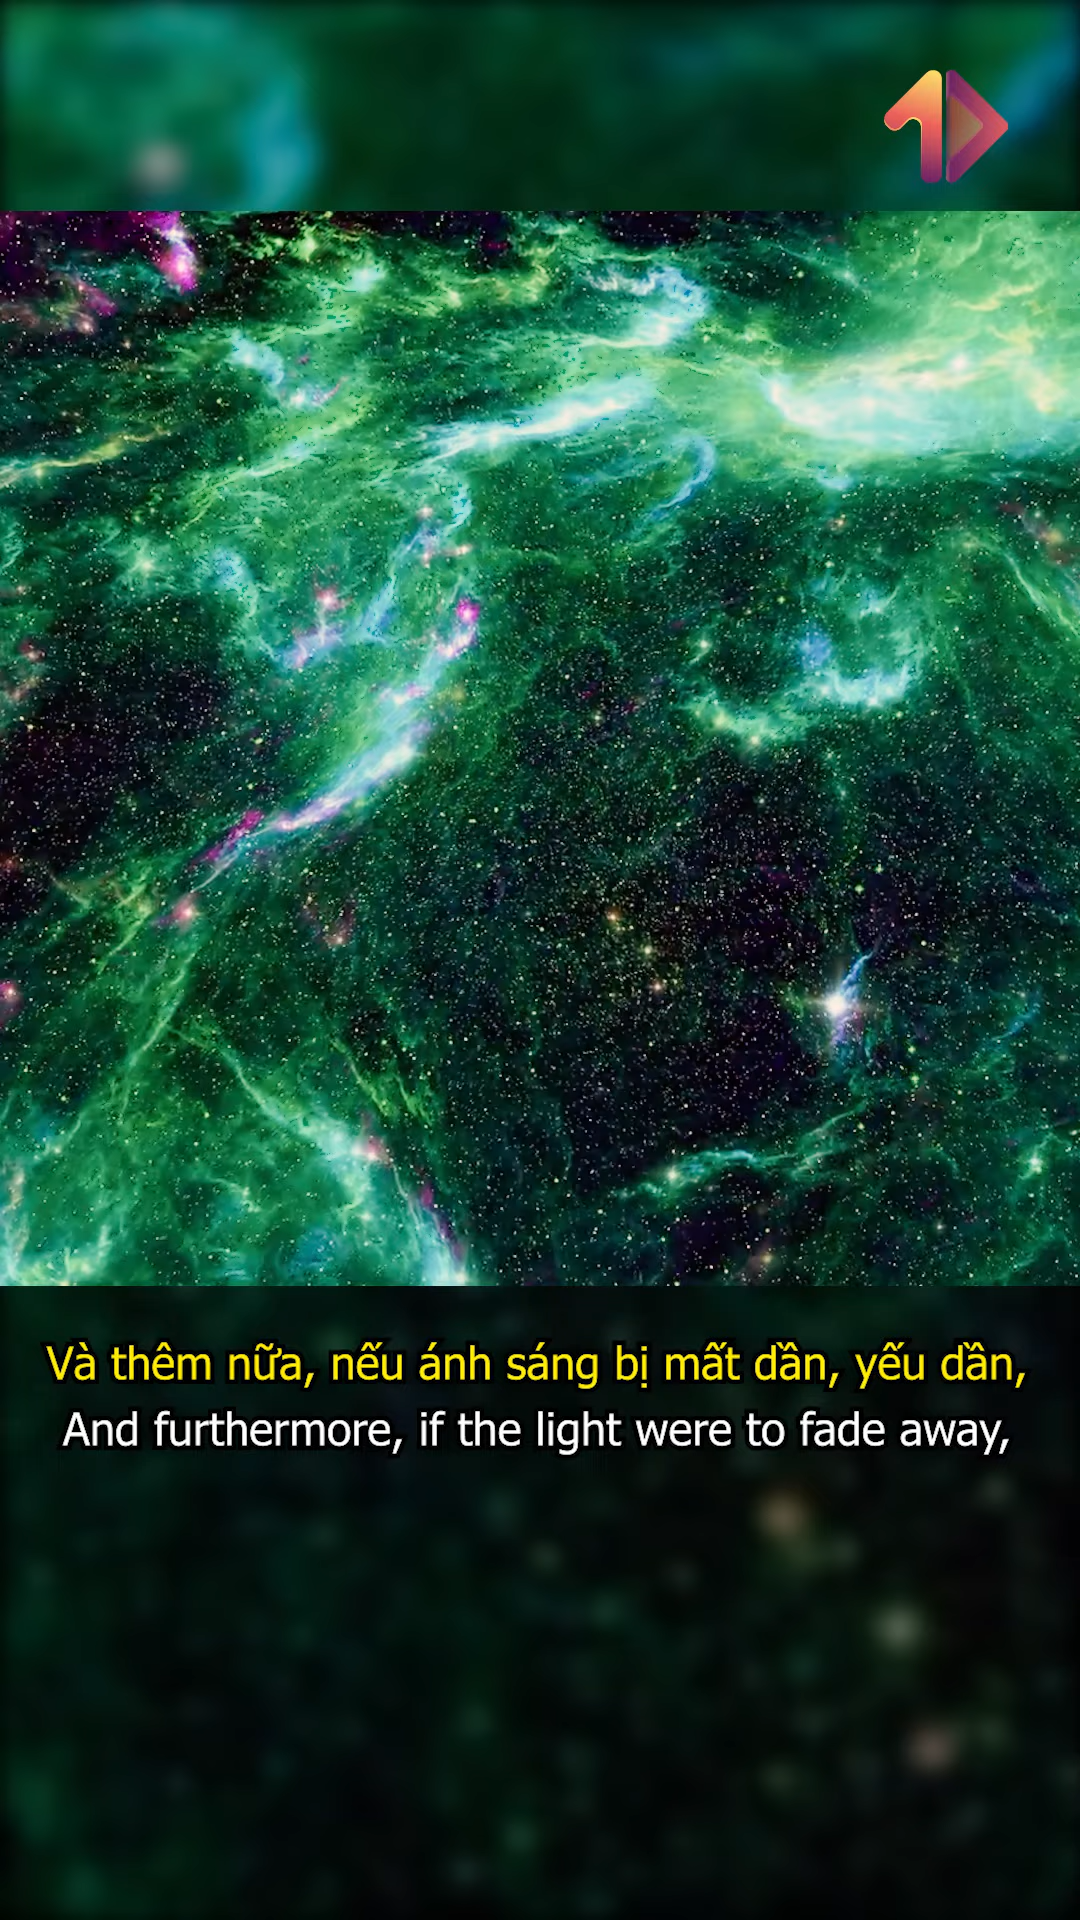 Và thêm nữa, nếu ánh sáng bị mất dần, yếu dần,
And furthermore, if the light were to fade away,